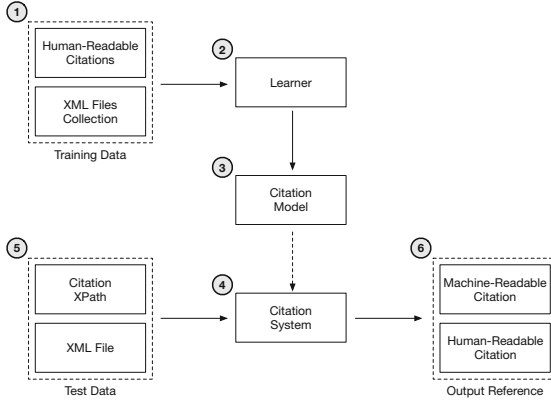 1
Human-Readable
Citations
XML Files
Collection
Training Data
2
Learner
3
Citation
Model
5
Citation
XPath
XML File
Test Data
4
Citation
System
6
Machine-Readable
Citation
Human-Readable
Citation
Output Reference